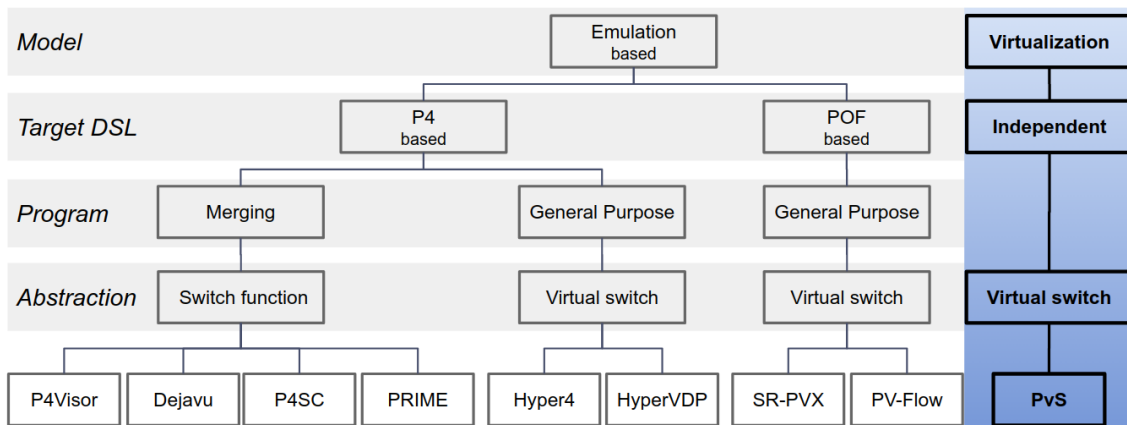 Model
Emulation
based
Virtualization
Target DSL
P4
based
POF
based
Independent
Program
Merging
General Purpose
General Purpose
Abstraction
Switch function
Virtual switch
Virtual switch
Virtual switch
P4Visor
Dejavu
P4SC
PRIME
Hyper4
HyperVDP
SR-PVX
PV-Flow
PvS